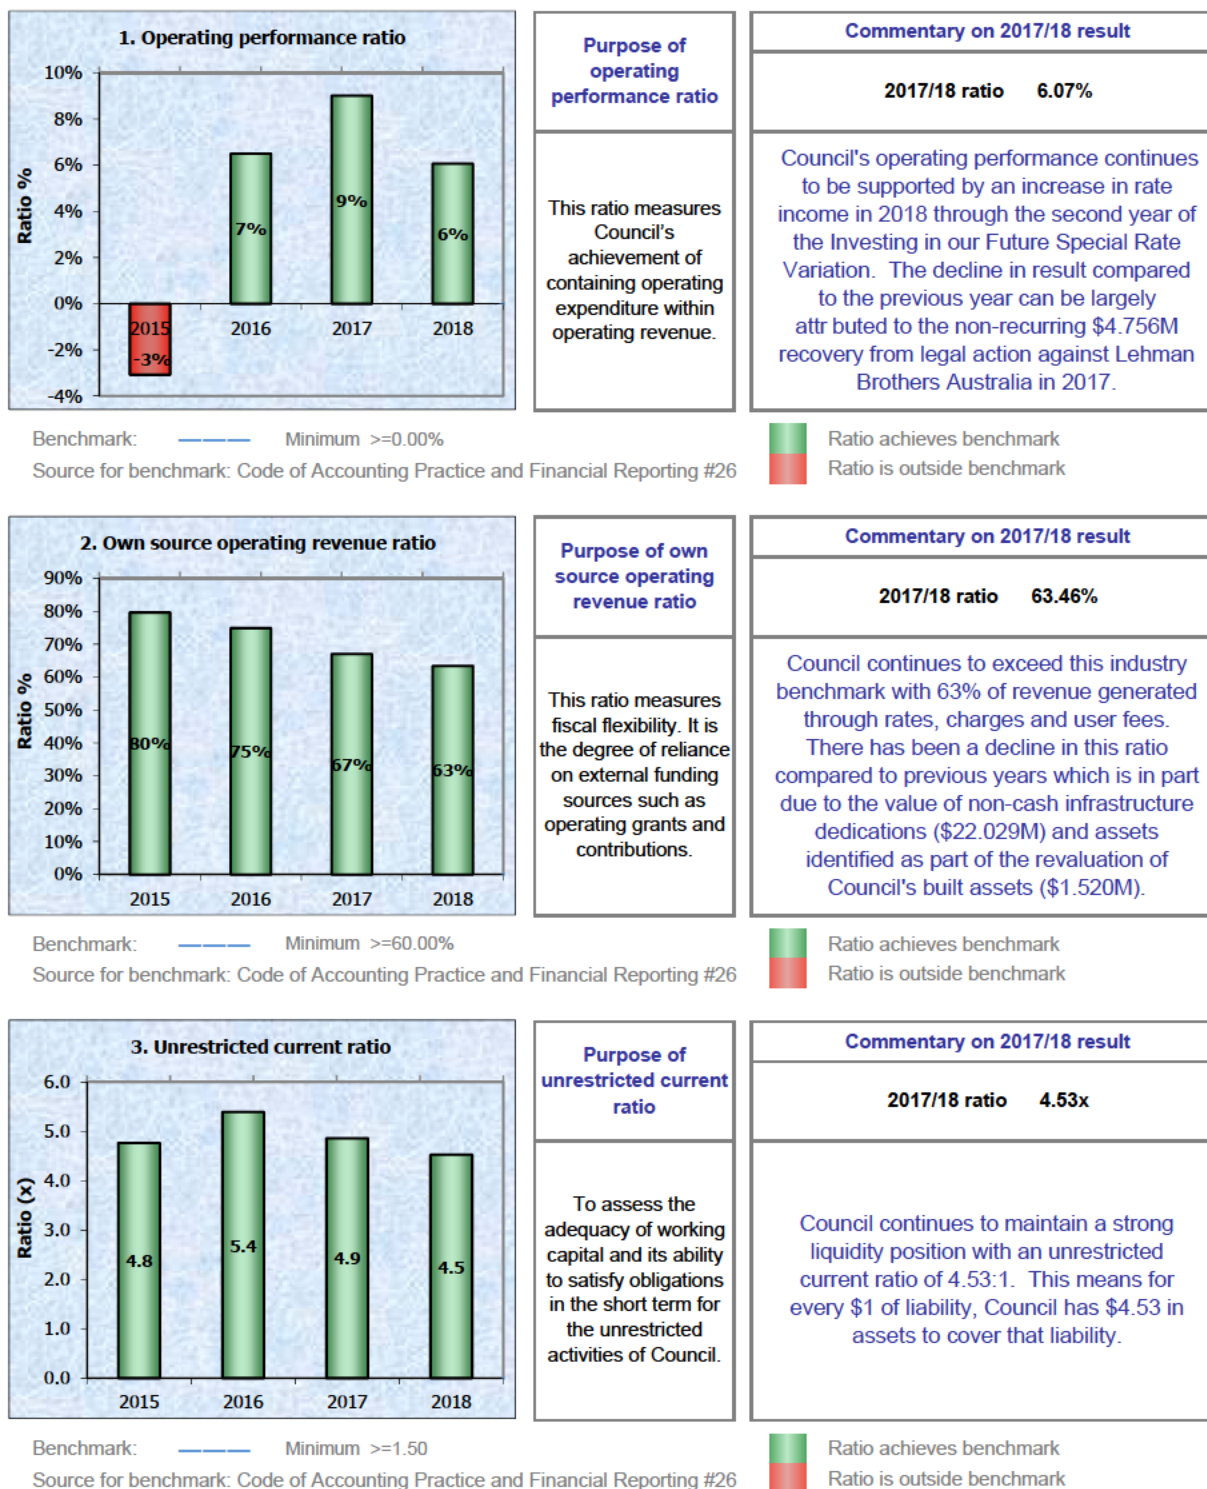 1. Operating performance ratio
10%
8%
6%
4%
2%
0%
-2%
-4%
Ratio %
7%
9%
6%
2015
-3%
2016
2017
2018
Purpose of
operating
performance ratio
This ratio measures
Council's
achievement of
containing operating
expenditure within
operating revenue.
Commentary on 2017/18 result
2017/18 ratio 6.07%
Council's operating performance continues
to be supported by an increase in rate
income in 2018 through the second year of
the Investing in our Future Special Rate
Variation. The decline in result compared
to the previous year can be largely
attr buted to the non-recurring $4.756M
recovery from legal action against Lehman
Brothers Australia in 2017.
Benchmark: Minimum >=0.00%
Source for benchmark: Code of Accounting Practice and Financial Reporting #26
Ratio achieves benchmark
Ratio is outside benchmark
2. Own source operating revenue ratio
90%
80%
70%
60%
50%
40%
30%
20%
10%
0%
Ratio %
80%
75%
67%
63%
2015
2016
2017
2018
Purpose of own
source operating
revenue ratio
This ratio measures
fiscal flexibility. It is
the degree of reliance
on external funding
sources such as
operating grants and
contributions.
Commentary on 2017/18 result
2017/18 ratio 63.46%
Council continues to exceed this industry
benchmark with 63% of revenue generated
through rates, charges and user fees.
There has been a decline in this ratio
compared to previous years which is in part
due to the value of non-cash infrastructure
dedications ($22.029M) and assets
identified as part of the revaluation of
Council's built assets ($1.520M).
Benchmark: Minimum >=60.00%
Source for benchmark: Code of Accounting Practice and Financial Reporting #26
Ratio achieves benchmark
Ratio is outside benchmark
3. Unrestricted current ratio
6.0
5.0
4.0
3.0
2.0
1.0
0.0
Ratio (x)
4.8
5.4
4.9
4.5
2015
2016
2017
2018
Purpose of
unrestricted current
ratio
To assess the
adequacy of working
capital and its ability
to satisfy obligations
in the short term for
the unrestricted
activities of Council.
Commentary on 2017/18 result
2017/18 ratio 4.53x
Council continues to maintain a strong
liquidity position with an unrestricted
current ratio of 4.53:1. This means for
every $1 of liability, Council has $4.53 in
assets to cover that liability.
Benchmark: Minimum >=1.50
Source for benchmark: Code of Accounting Practice and Financial Reporting #26
Ratio achieves benchmark
Ratio is outside benchmark